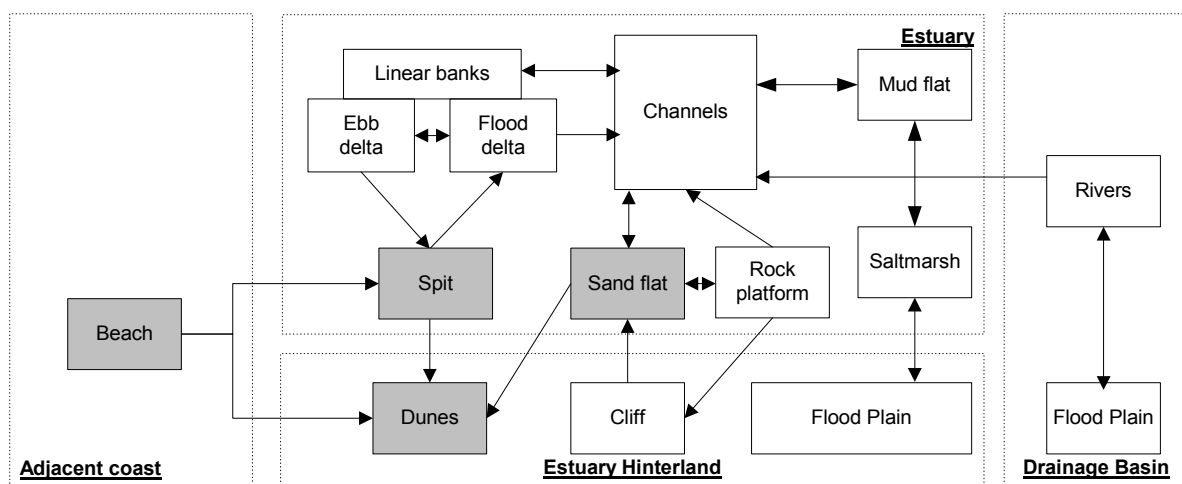 Estuary
Linear banks
Ebb
delta
Flood
delta
Channels
Mud flat
Rivers
Spit
Sand flat
Rock
platform
Saltmarsh
Beach
Dunes
Cliff
Flood Plain
Flood Plain
Adjacent coast
Estuary Hinterland
Drainage Basin